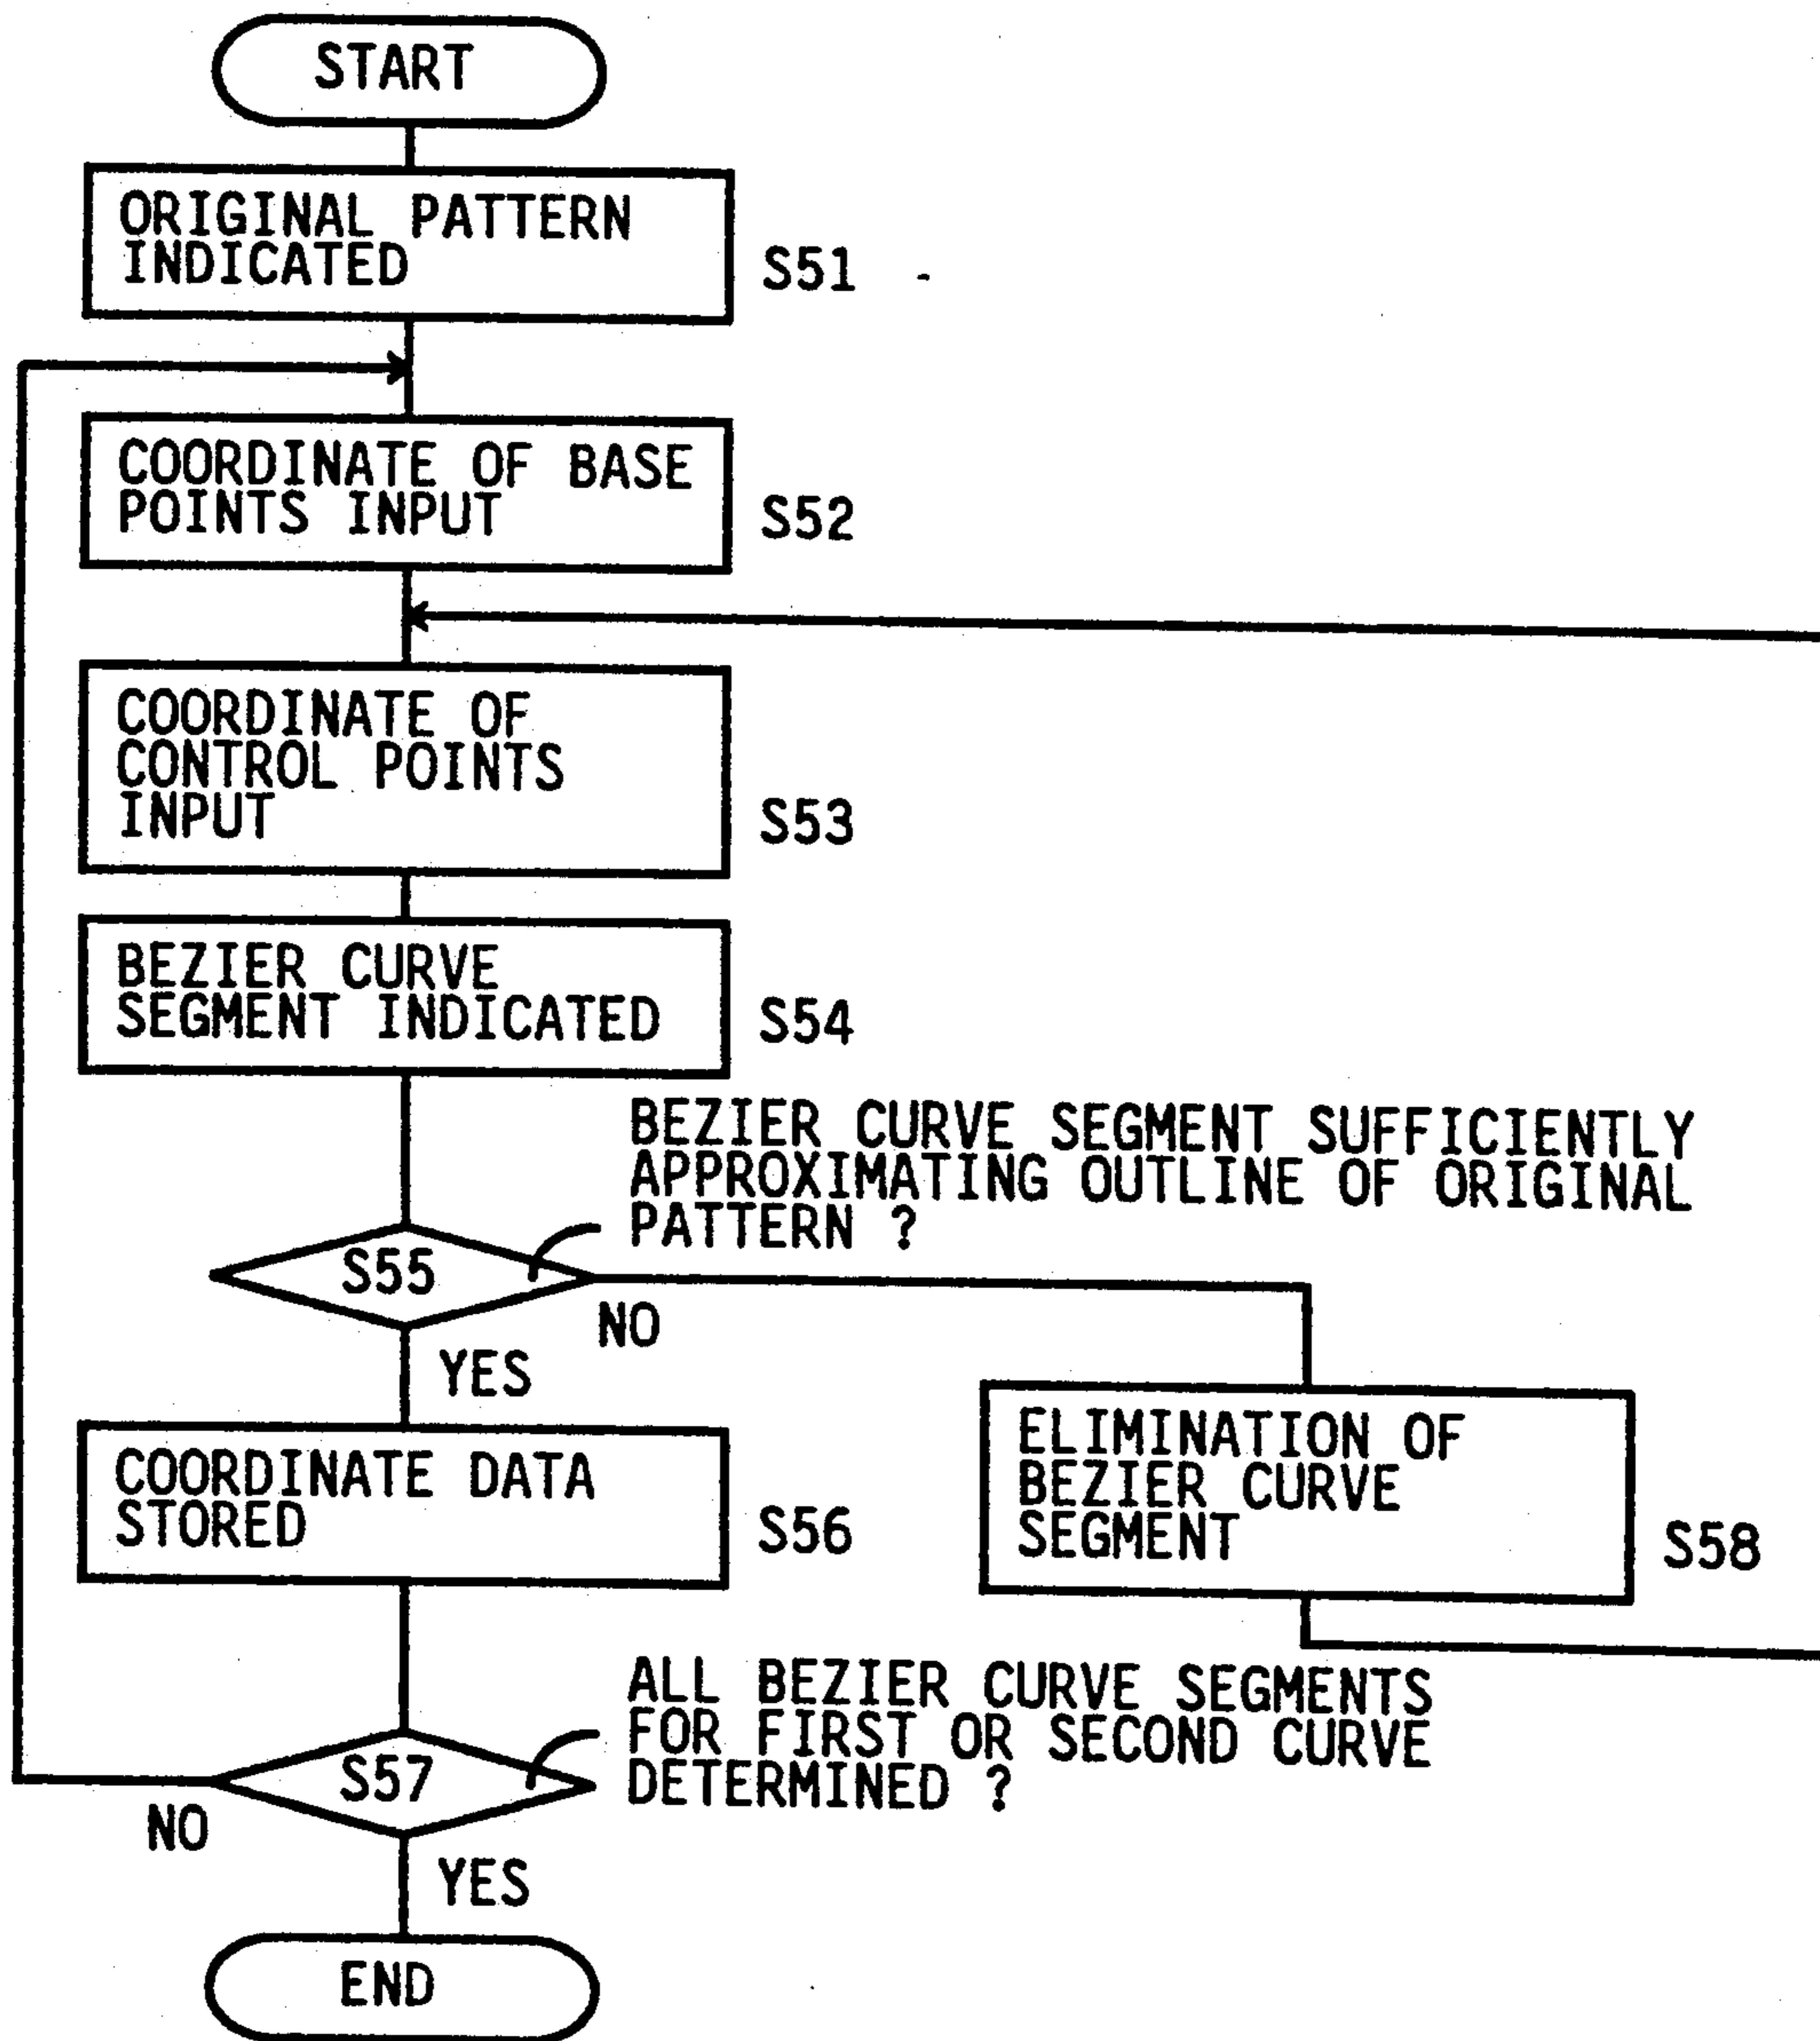 START
ORIGINAL PATTERN
INDICATED
S51
COORDINATE OF BASE
POINTS INPUT
S52
COORDINATE OF
CONTROL POINTS
INPUT
S53
BEZIER CURVE
SEGMENT INDICATED
S54
BEZIER CURVE SEGMENT SUFFICIENTLY
APPROXIMATING OUTLINE OF ORIGINAL
PATTERN ?
S55
NO
YES
COORDINATE DATA
STORED
S56
ELIMINATION OF
BEZIER CURVE
SEGMENT
S58
ALL BEZIER CURVE SEGMENTS
FOR FIRST OR SECOND CURVE
DETERMINED ?
S57
NO
YES
END